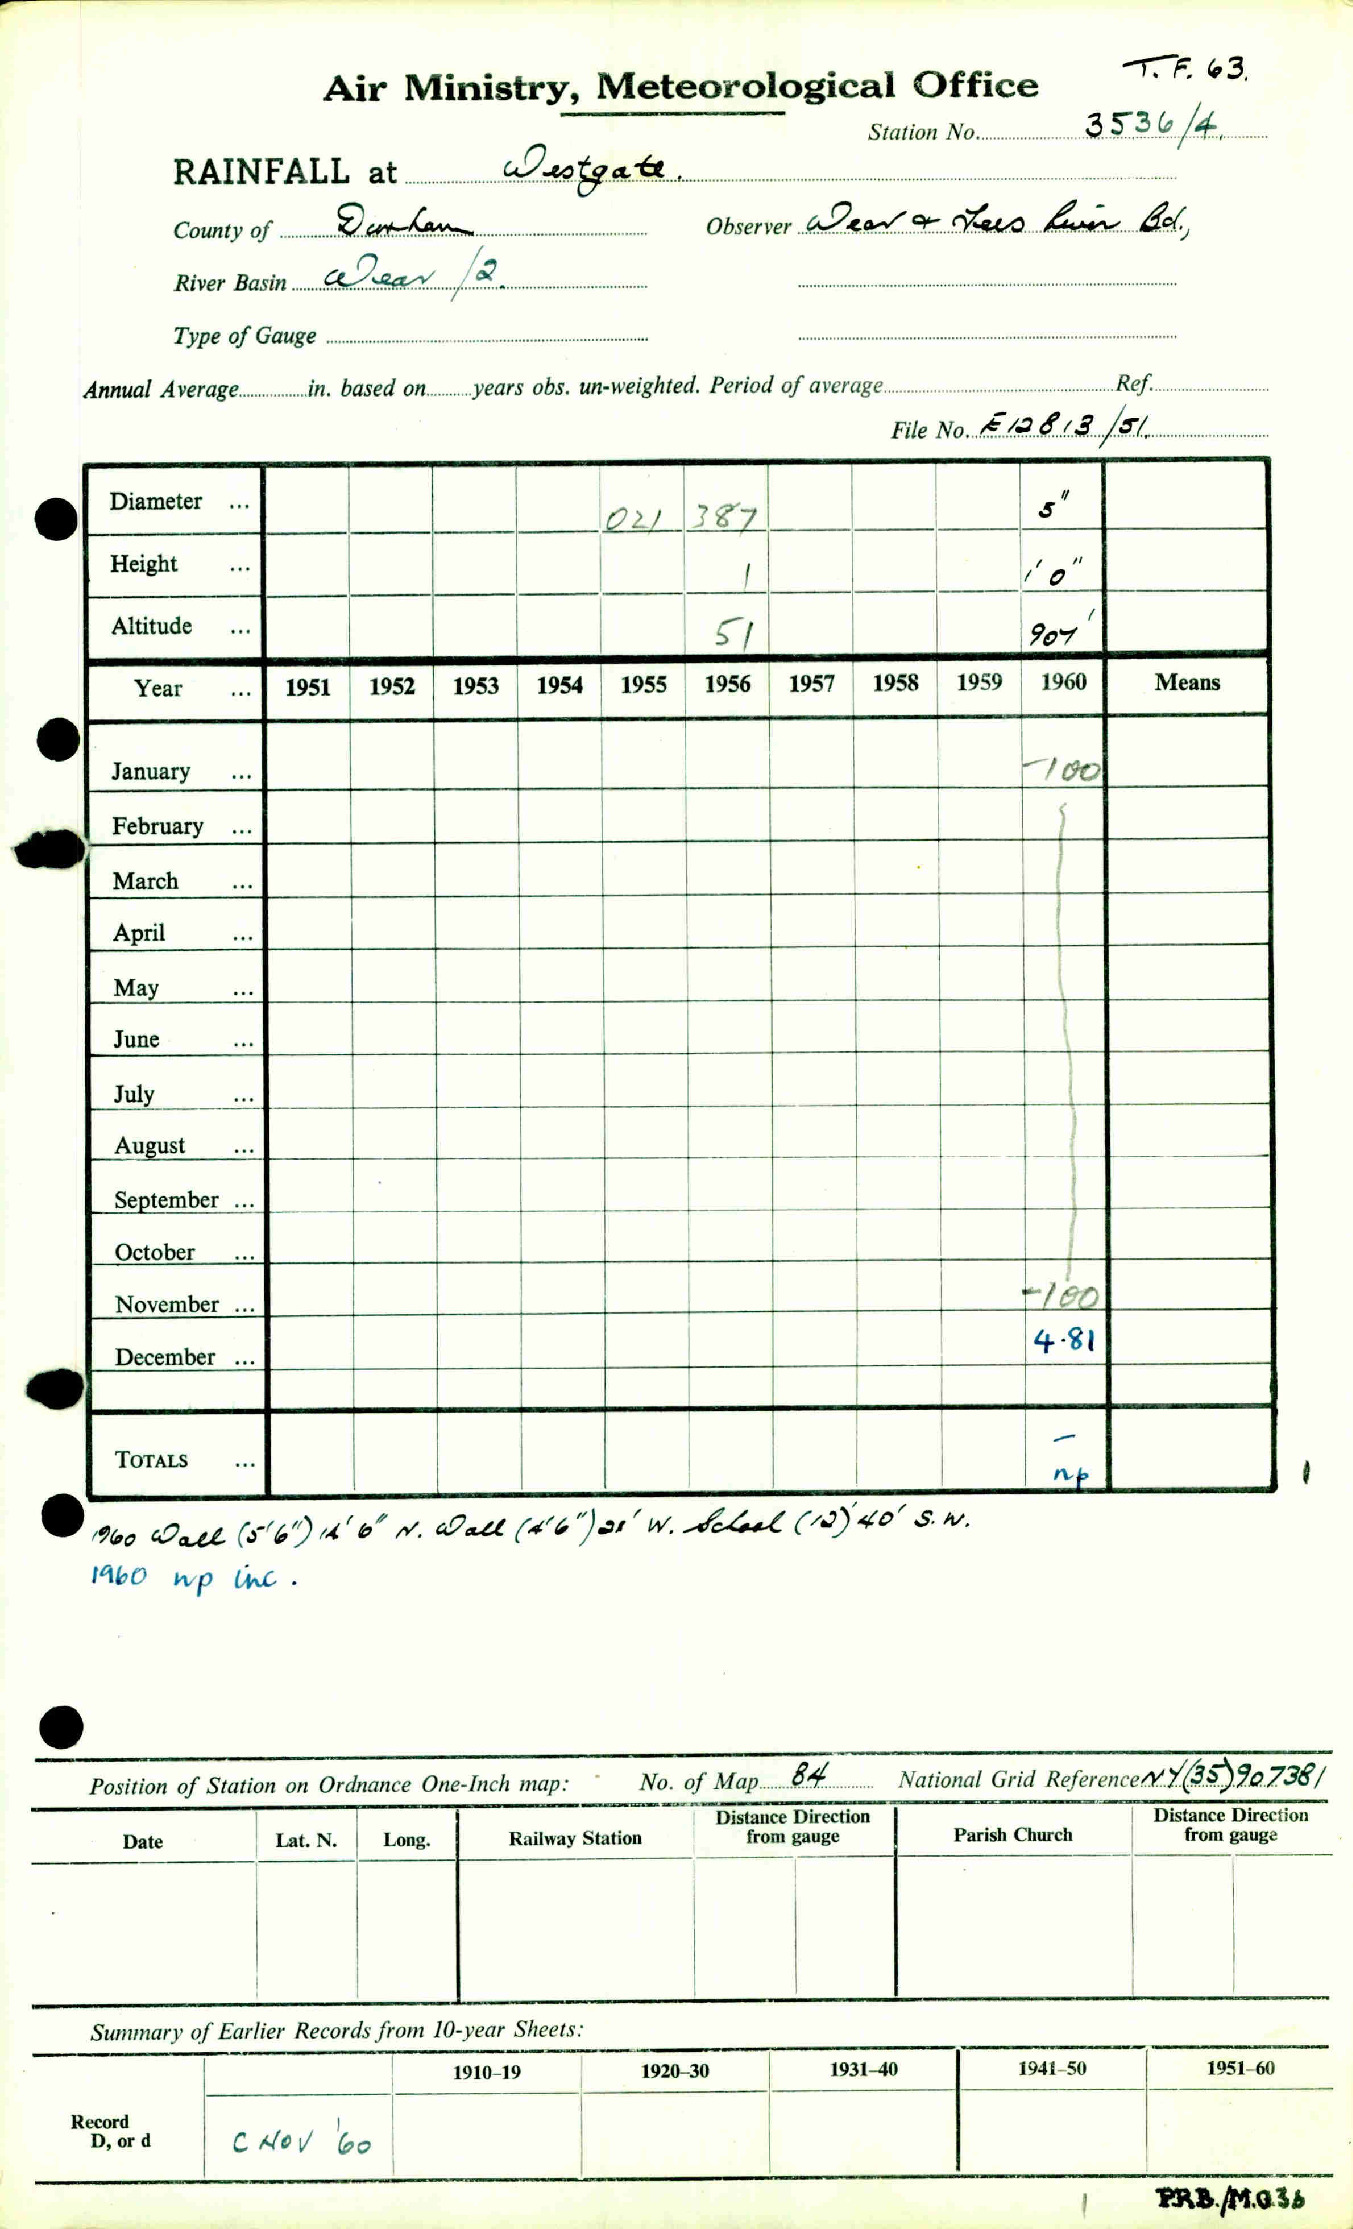 T. F. 63.
Air Ministry, Meteorological Office
Station No. 3536/4.
RAINFALL at Westgate.
County of Durham Observer Wear & Tees River Bd.,
River Basin Wear /2.
Type of Gauge
Annual Average in. based on years obs. un-weighted. Period of average Ref.
File No. E12813/51.
Diameter ... 021 387 5"
Height ... 1 1'0"
Altitude ... 51 907'
Year ... 1951 1952 1953 1954 1955 1956 1957 1958 1959 1960 Means
January ... -100
February ...
March ...
April ...
May ...
June ...
July ...
August ...
September ...
October ...
November ... -100
December ... 4.81
TOTALS ... -
np
1960 Wall (5'6") 6" N. Wall (4'6") W. School (12') 40' S.W.
1960 np inc.
Position of Station on Ordnance One-Inch map: No. of Map 84 National Grid Reference NY(35)907381
Date Lat. N. Long. Railway Station Distance Direction from gauge Parish Church Distance Direction from gauge
Summary of Earlier Records from 10-year Sheets:
1910–19 1920–30 1931–40 1941–50 1951–60
Record
D, or d C NOV '60
PRB./M.O.36